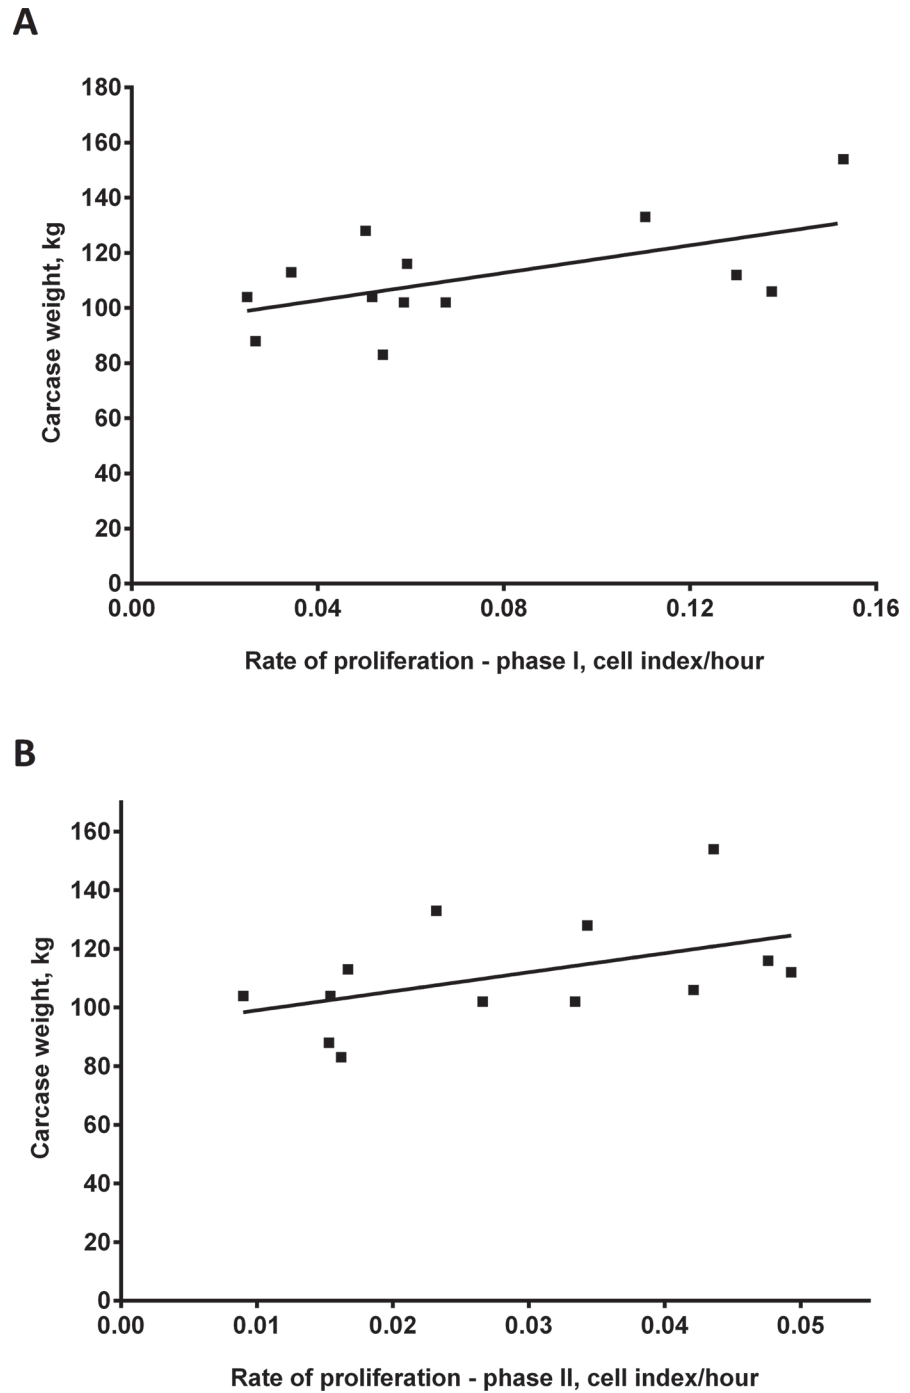 A
180
160
140
120
100
80
60
40
20
0
Carcase weight, kg
0.00 0.04 0.08 0.12 0.16
Rate of proliferation - phase I, cell index/hour
B
160
140
120
100
80
60
40
20
0
Carcase weight, kg
0.00 0.01 0.02 0.03 0.04 0.05
Rate of proliferation - phase II, cell index/hour